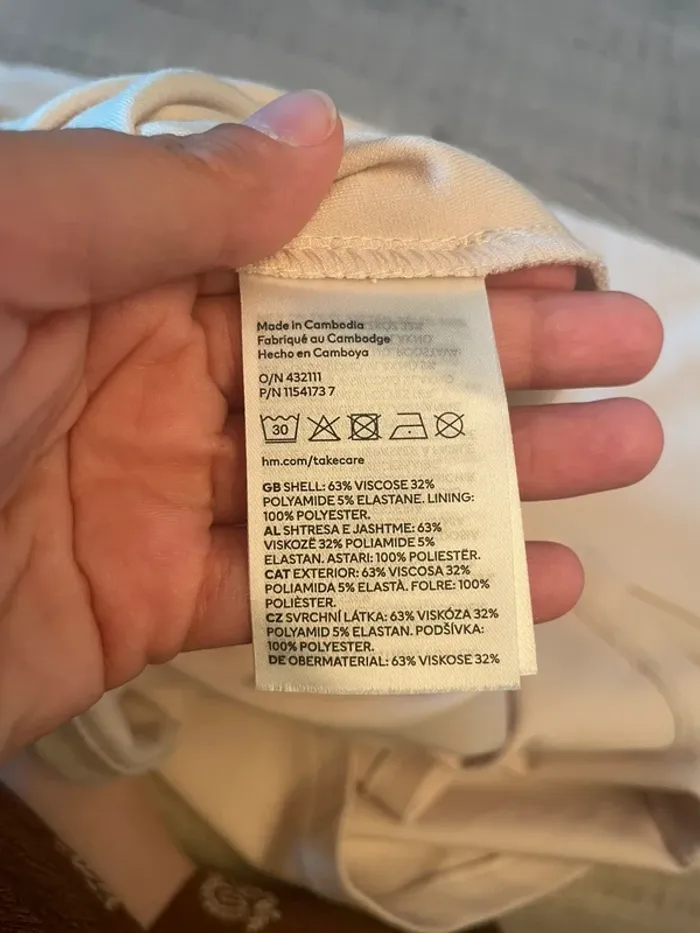 Made in Cambodia
Fabriqué au Cambodge
Hecho en Camboya
O/N 432111
P/N 1154173 7
30
hm.com/takecare
GB SHELL: 63% VISCOSE 32%
POLYAMIDE 5% ELASTANE. LINING:
100% POLYESTER.
AL SHTRESA E JASHTME: 63%
VISKOZË 32% POLIAMIDE 5%
ELASTAN. ASTARI: 100% POLIESTËR.
CAT EXTERIOR: 63% VISCOSA 32%
POLIAMIDA 5% ELASTÀ. FOLRE: 100%
POLIÈSTER.
CZ SVRCHNÍ LÁTKA: 63% VISKÓZA 32%
POLYAMID 5% ELASTAN. PODŠÍVKA:
100% POLYESTER.
DE OBERMATERIAL: 63% VISKOSE 32%